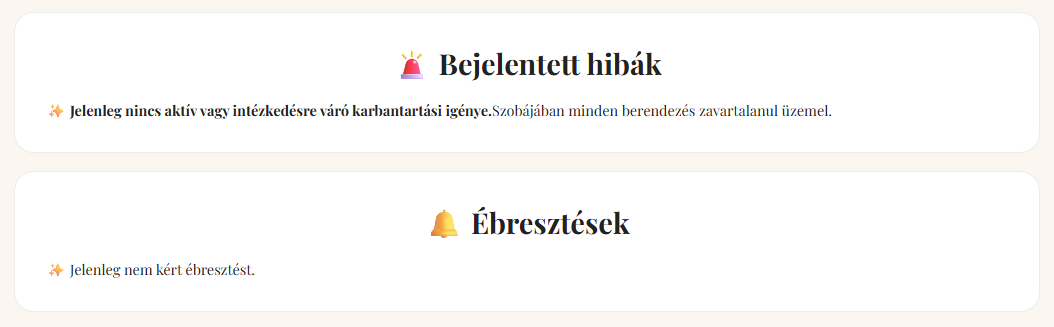 🚨 Bejelentett hibák
✨ Jelenleg nincs aktív vagy intézkedésre váró karbantartási igénye.Szobájában minden berendezés zavartalanul üzemel.
🔔 Ébresztések
✨ Jelenleg nem kért ébresztést.